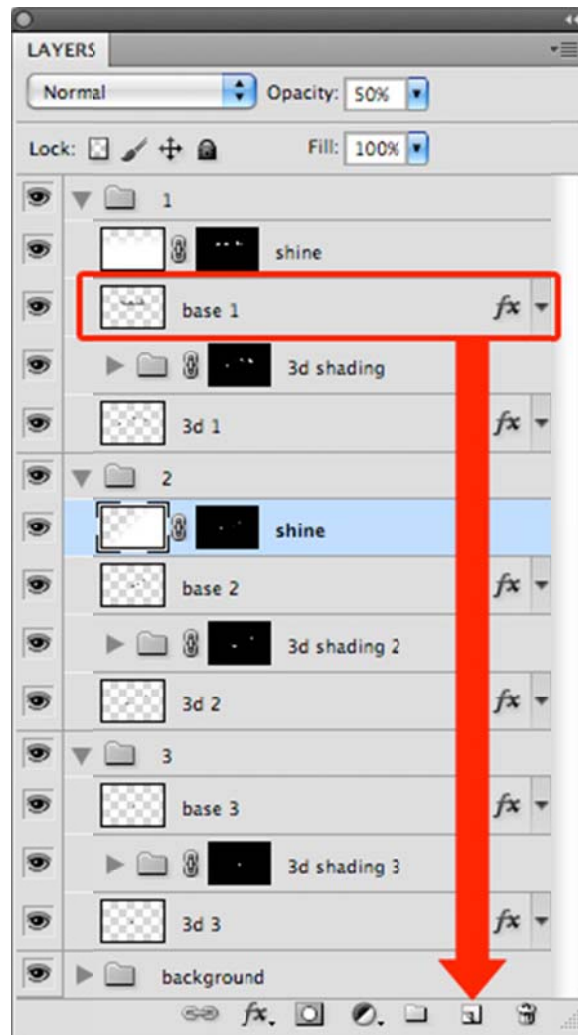 LAYERS
Normal Opacity: 50%
Lock: Fill: 100%
1
shine
base 1 fx
3d shading
3d 1 fx
2
shine
base 2 fx
3d shading 2
3d 2 fx
3
base 3 fx
3d shading 3
3d 3 fx
background
fx.